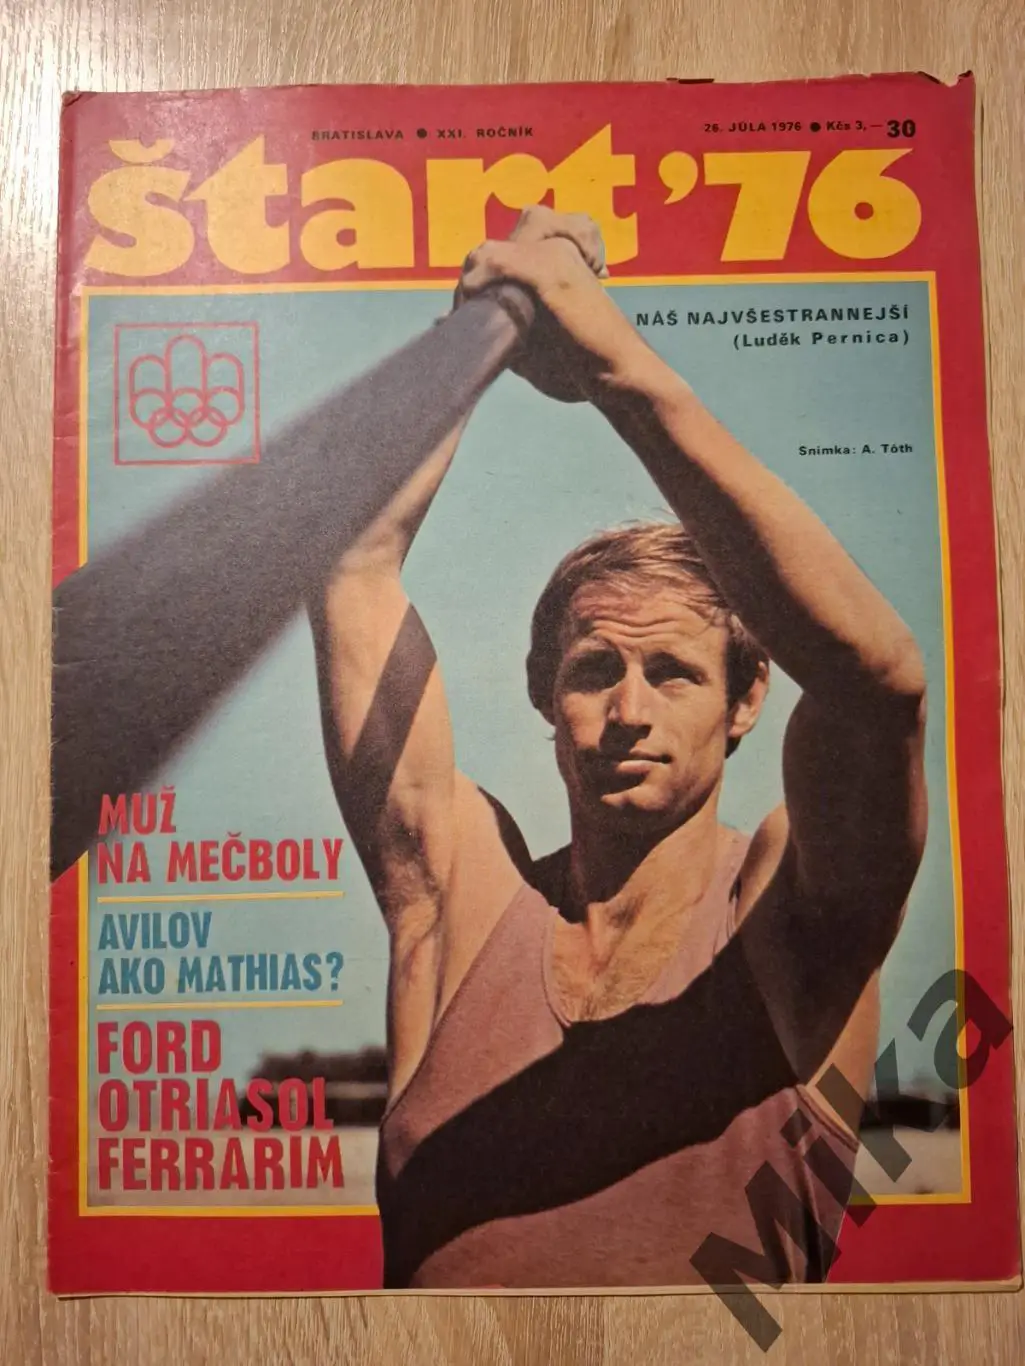 BRATISLAVA ● XXI. ROČNÍK
26. JÚLA 1976 ● Kčs 3,— 30
štart '76
NÁŠ NAJVŠESTRANNEJŠÍ
(Luděk Pernica)
Snímka: A. Tóth
MUŽ
NA MEČBOLY
AVILOV
AKO MATHIAS?
FORD
OTRIASOL
FERRARIM
Mika